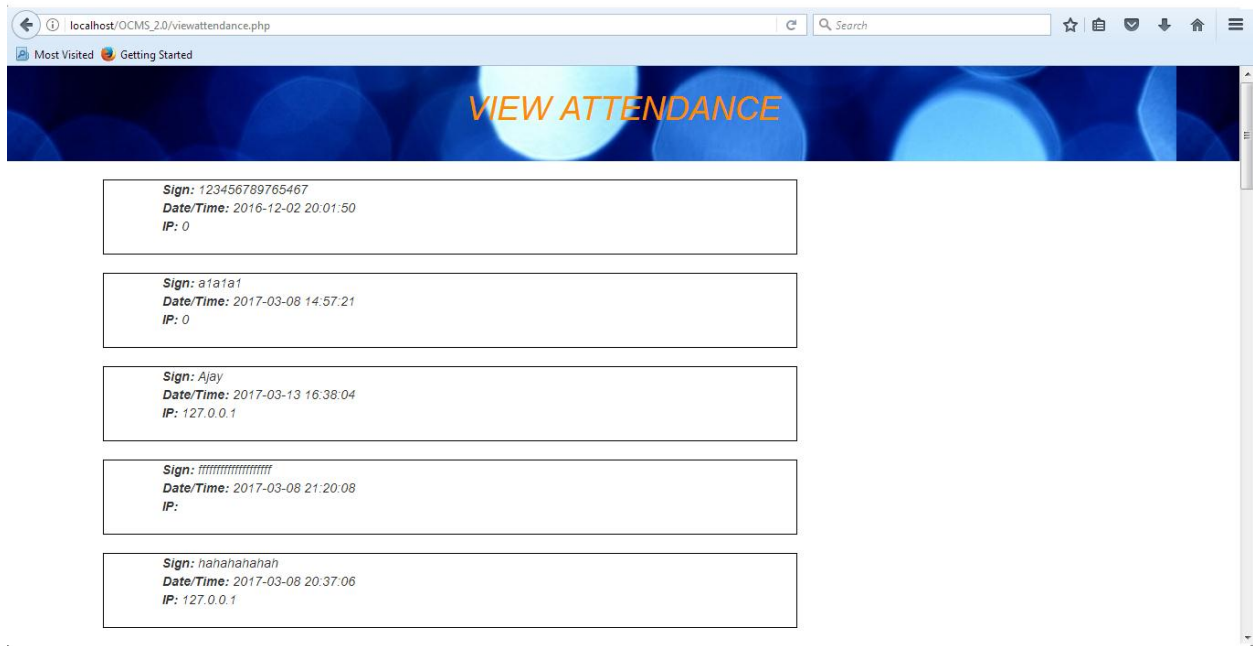 localhost/OCMS_2.0/viewattendance.php
Search
Most Visited Getting Started
VIEW ATTENDANCE
Sign: 123456789765467
Date/Time: 2016-12-02 20:01:50
IP: 0
Sign: a1a1a1
Date/Time: 2017-03-08 14:57:21
IP: 0
Sign: Ajay
Date/Time: 2017-03-13 16:38:04
IP: 127.0.0.1
Date/Time: 2017-03-08 21:20:08
IP:
Sign: hahahahahah
Date/Time: 2017-03-08 20:37:06
IP: 127.0.0.1